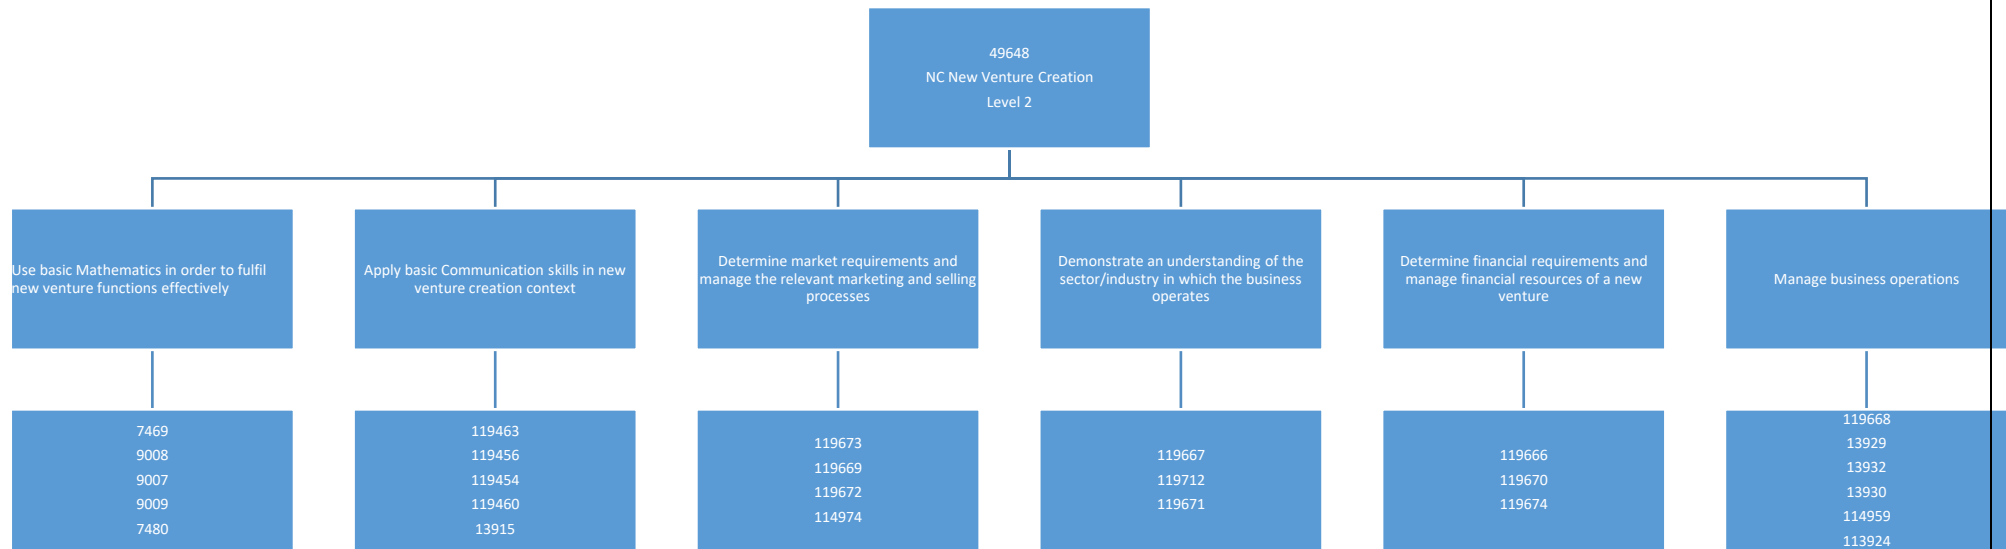 49648
NC New Venture Creation
Level 2
Use basic Mathematics in order to fulfil
new venture functions effectively
Apply basic Communication skills in new
venture creation context
Determine market requirements and
manage the relevant marketing and selling
processes
Demonstrate an understanding of the
sector/industry in which the business
operates
Determine financial requirements and
manage financial resources of a new
venture
Manage business operations
7469
9008
9007
9009
7480
119463
119456
119454
119460
13915
119673
119669
119672
114974
119667
119712
119671
119666
119670
119674
119668
13929
13932
13930
114959
113924